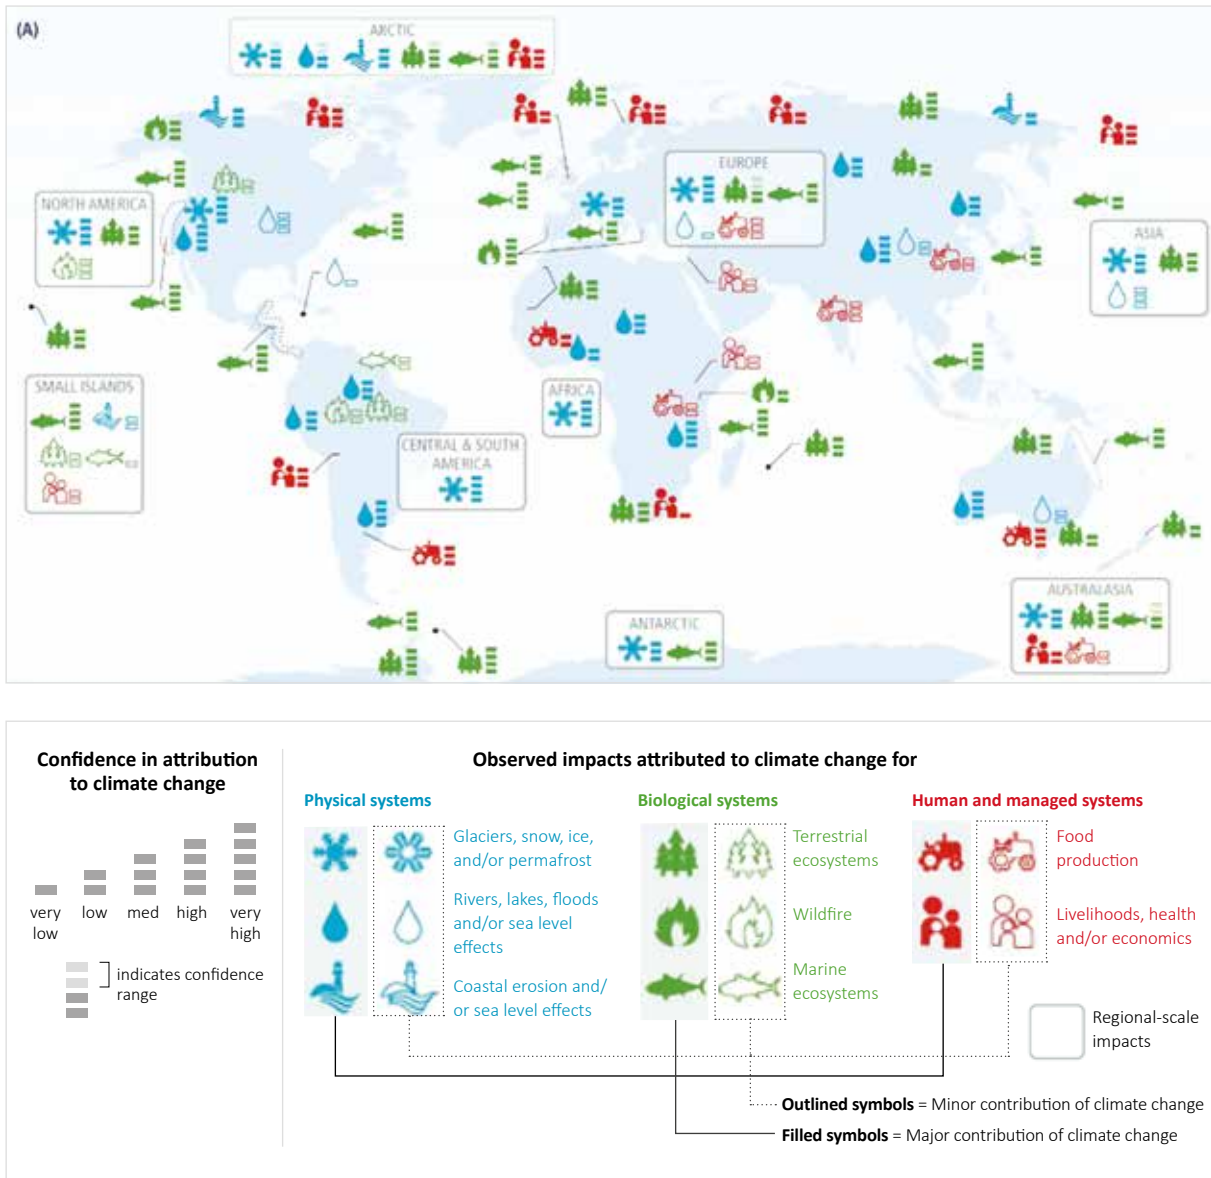 (A)
ARCTIC
NORTH AMERICA
EUROPE
ASIA
SMALL ISLANDS
AFRICA
CENTRAL & SOUTH
AMERICA
ANTARCTIC
AUSTRALASIA
Confidence in attribution
to climate change
very
low
low
med
high
very
high
indicates confidence
range
Observed impacts attributed to climate change for
Physical systems
Glaciers, snow, ice,
and/or permafrost
Rivers, lakes, floods
and/or sea level
effects
Coastal erosion and/
or sea level effects
Biological systems
Terrestrial
ecosystems
Wildfire
Marine
ecosystems
Human and managed systems
Food
production
Livelihoods, health
and/or economics
Regional-scale
impacts
Outlined symbols = Minor contribution of climate change
Filled symbols = Major contribution of climate change